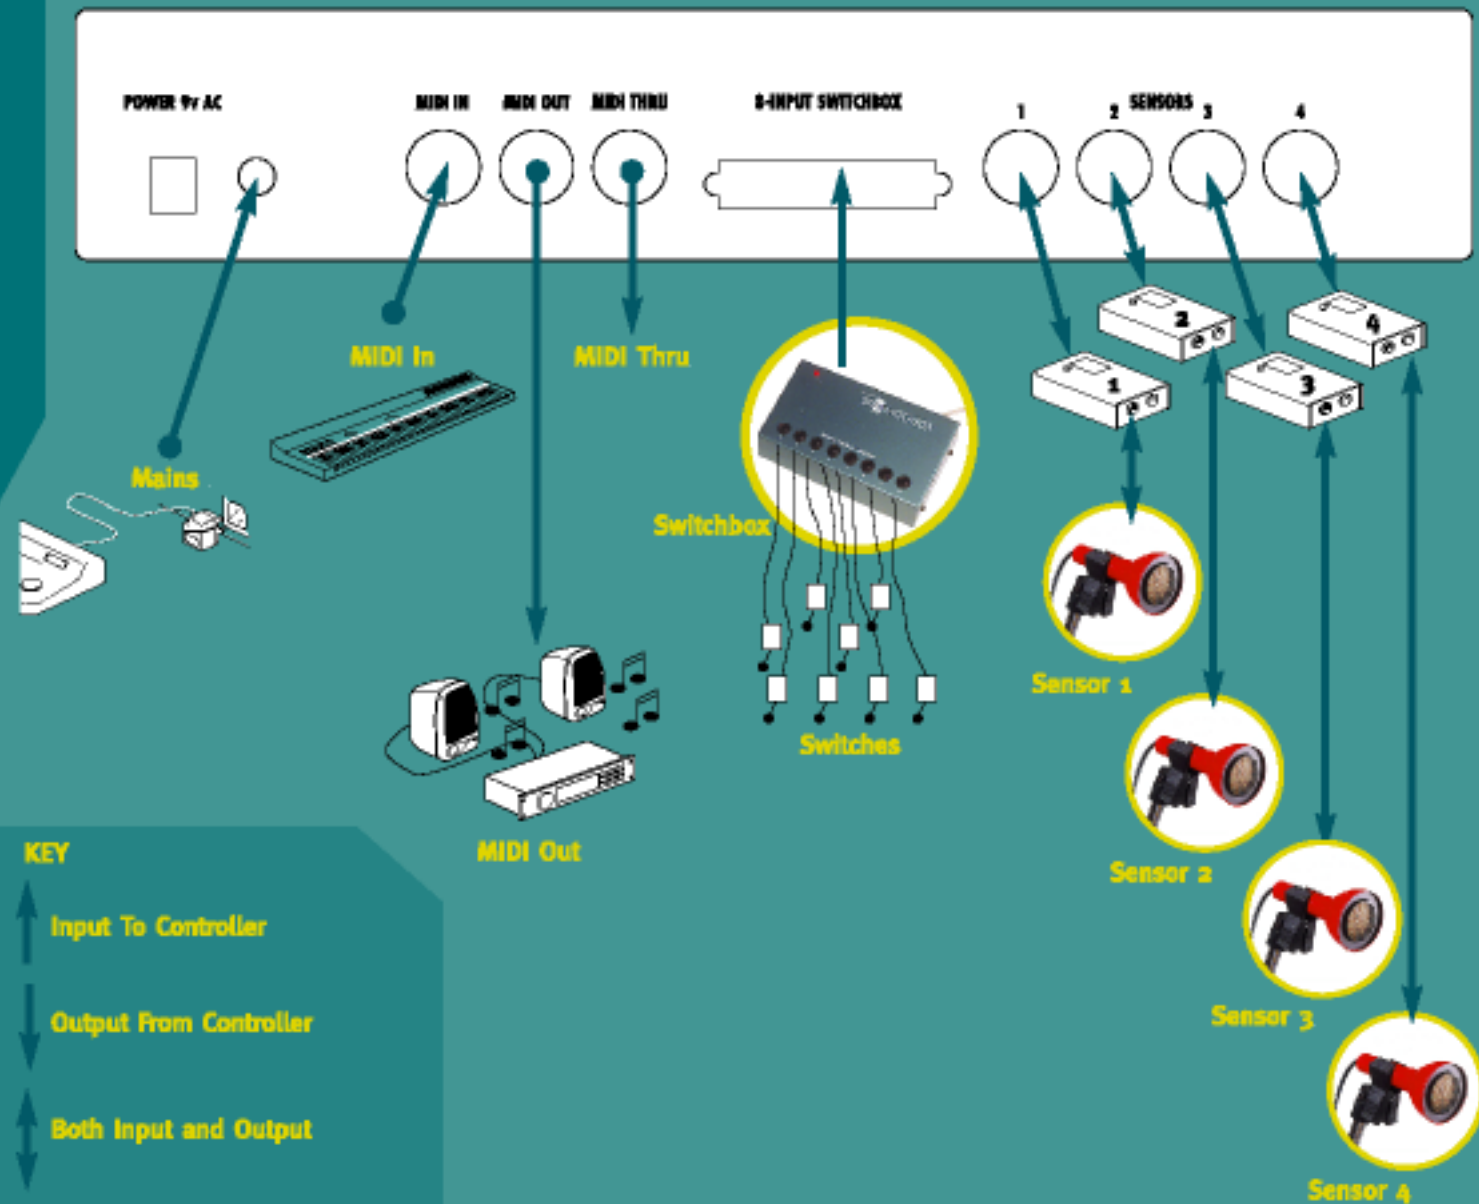 POWER 9v AC
MIDI IN
MIDI OUT
MIDI THRU
8-INPUT SWITCHBOX
SENSORS
1
2
3
4
MIDI In
MIDI Thru
Mains
2
4
1
3
Switchbox
Sensor 1
Switches
MIDI Out
Sensor 2
Sensor 3
Sensor 4
KEY
Input To Controller
Output From Controller
Both Input and Output